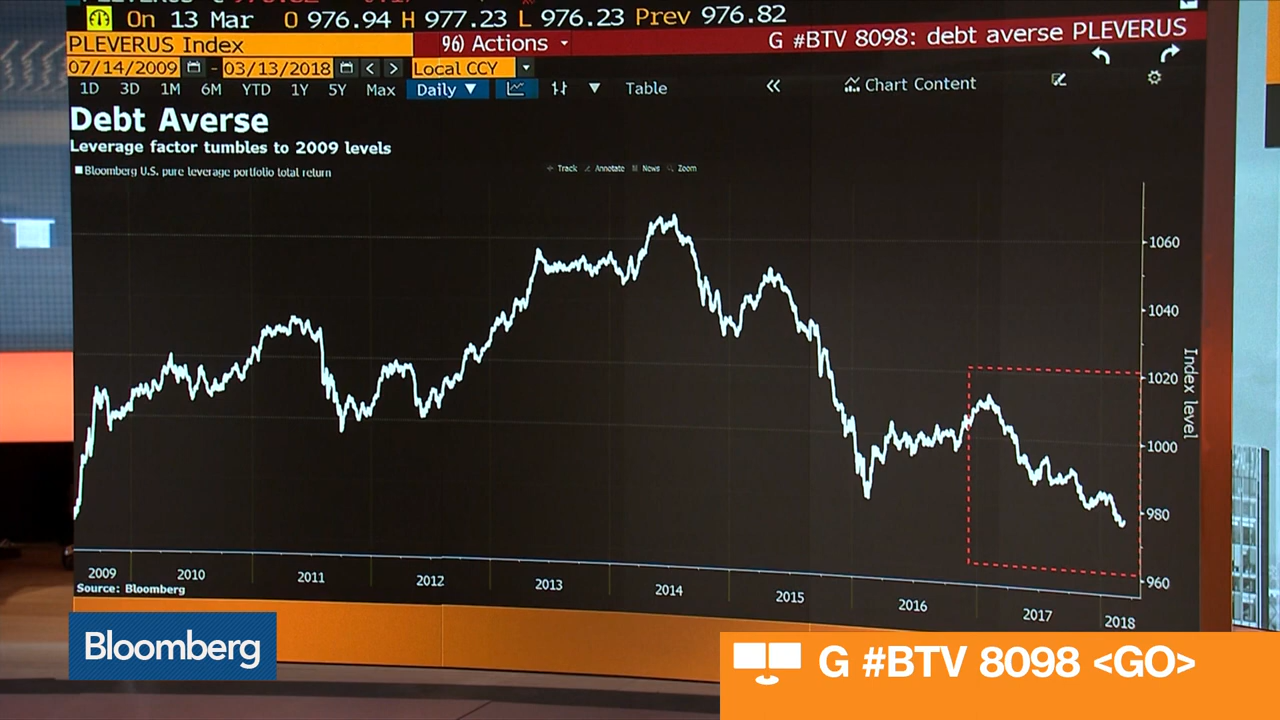 On 13 Mar O 976.94 H 977.23 L 976.23 Prev 976.82
PLEVERUS Index 96) Actions G #BTV 8098: debt averse PLEVERUS
07/14/2009 - 03/13/2018 < > Local CCY
1D 3D 1M 6M YTD 1Y 5Y Max Daily ▼ Table « Chart Content
Debt Averse
Leverage factor tumbles to 2009 levels
Bloomberg U.S. pure leverage portfolio total return
Track Annotate News Zoom
1060
1040
1020
1000
980
960
Index level
2009 2010 2011 2012 2013 2014 2015 2016 2017 2018
Source: Bloomberg
Bloomberg
G #BTV 8098 <GO>